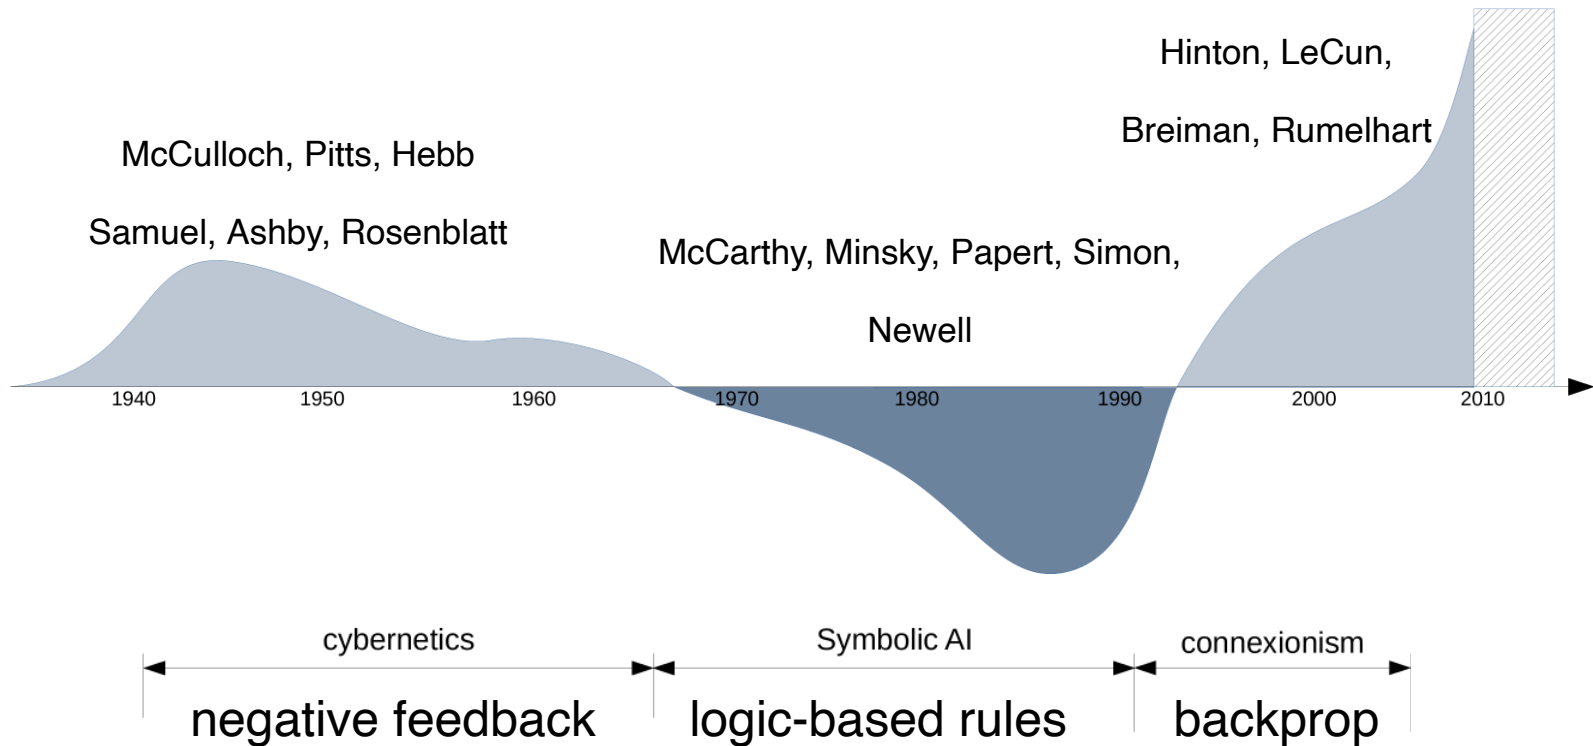 Hinton, LeCun,
Breiman, Rumelhart
McCulloch, Pitts, Hebb
Samuel, Ashby, Rosenblatt
McCarthy, Minsky, Papert, Simon,
Newell
1940 1950 1960 1970 1980 1990 2000 2010
cybernetics Symbolic AI connexionism
negative feedback logic-based rules backprop